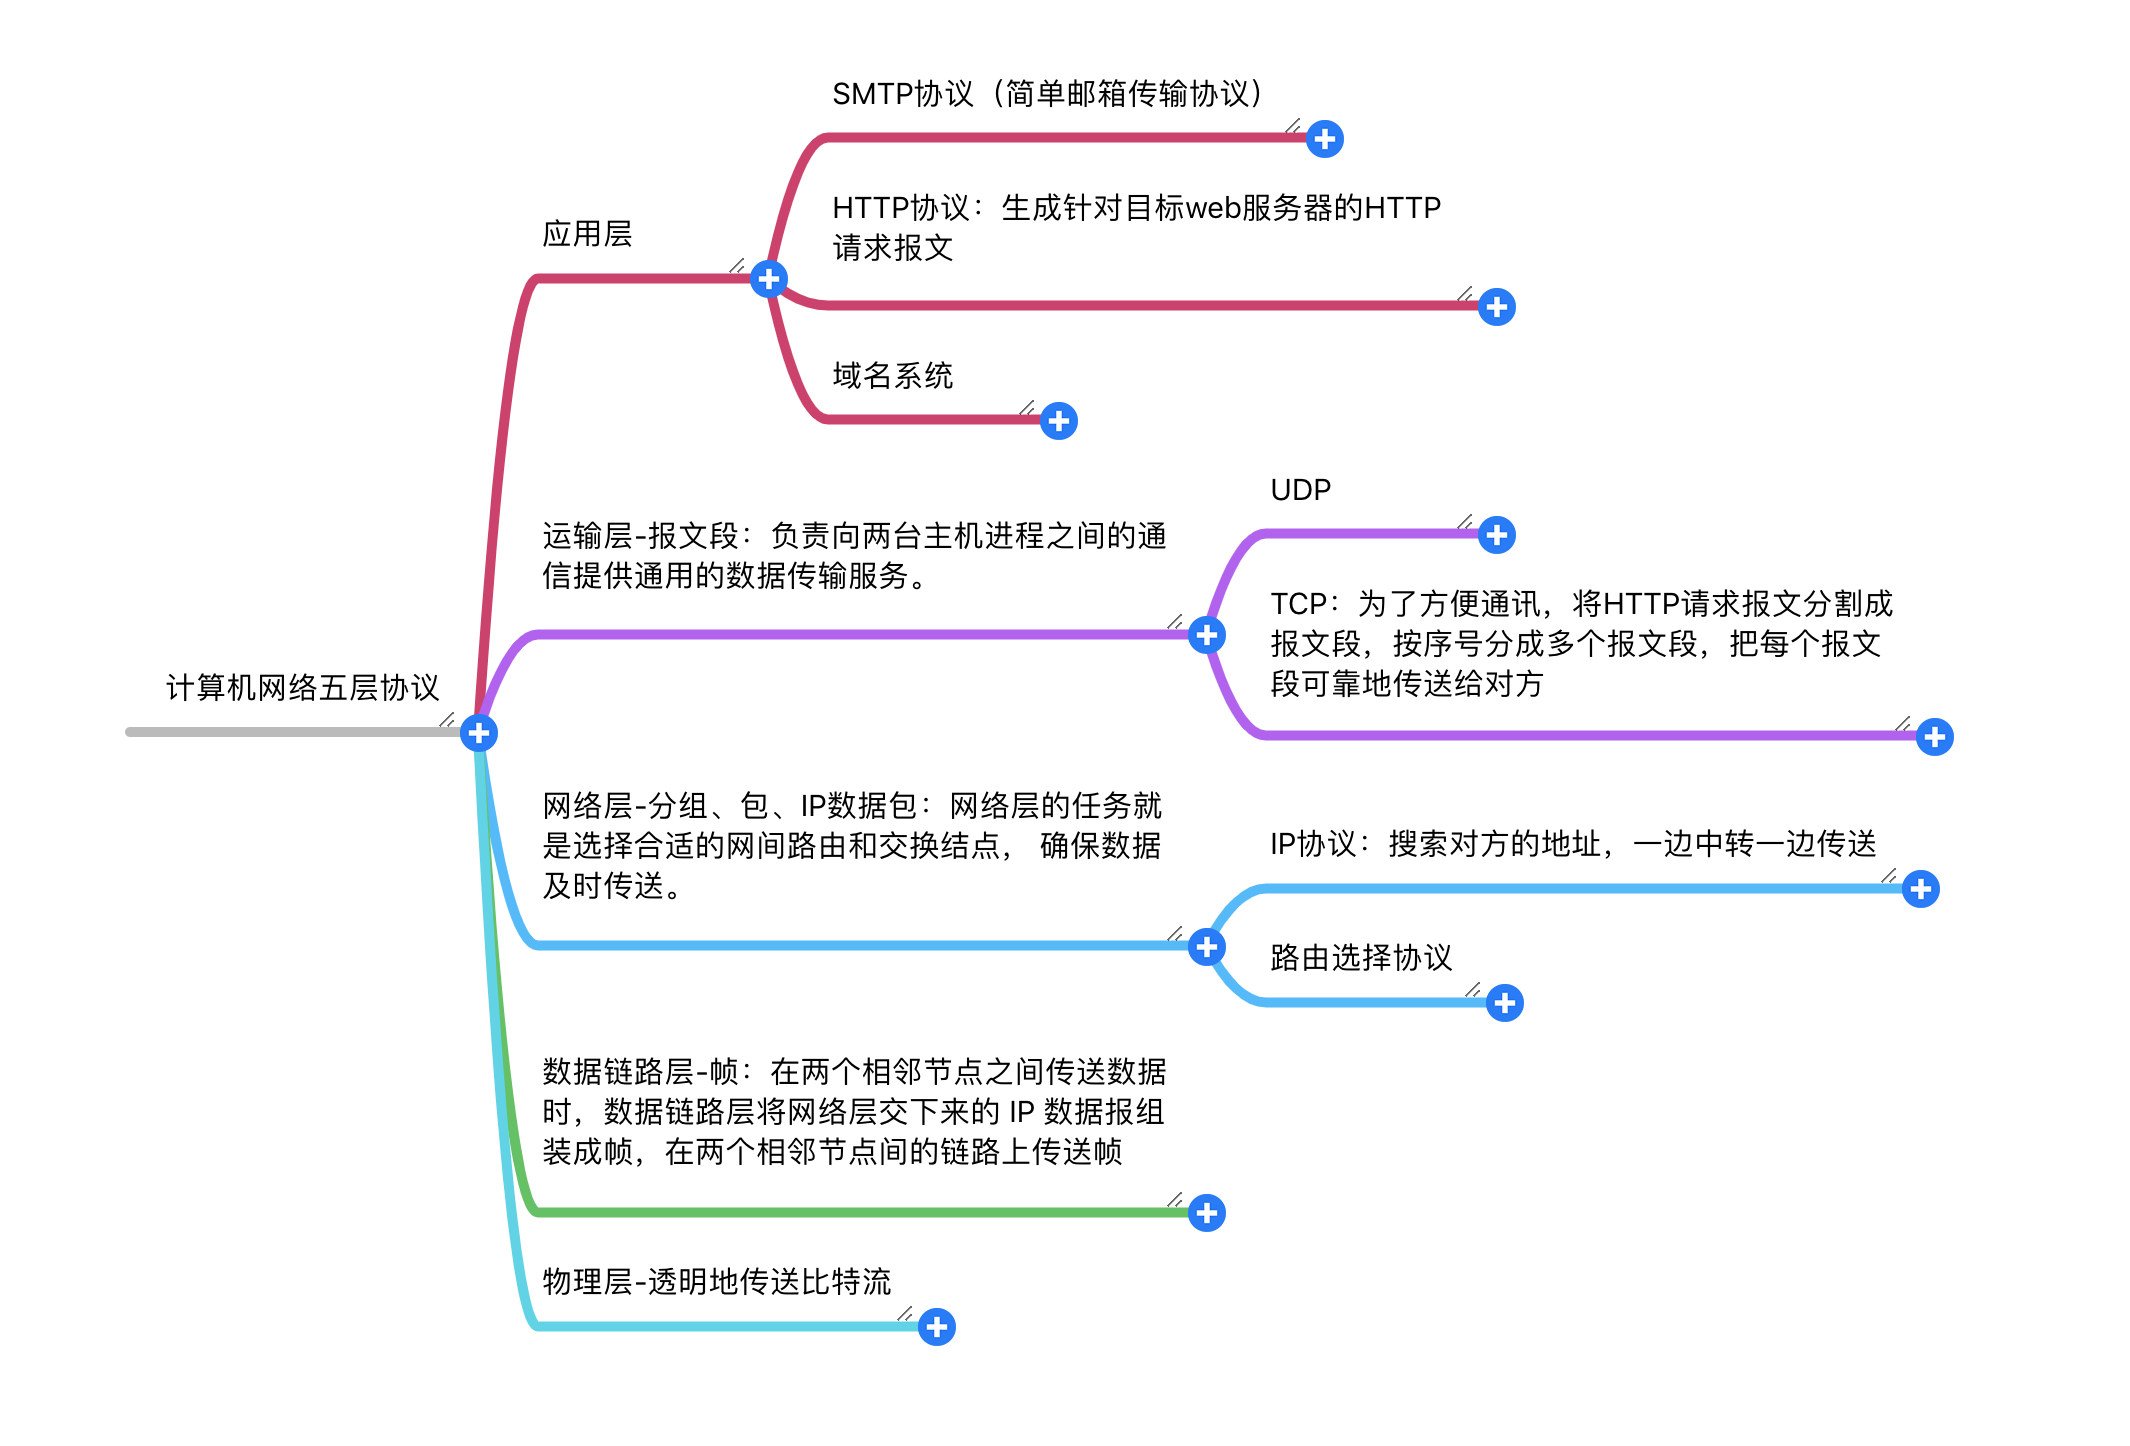 SMTP协议（简单邮箱传输协议）
HTTP协议：生成针对目标web服务器的HTTP
请求报文
应用层
域名系统
UDP
运输层-报文段：负责向两台主机进程之间的通
信提供通用的数据传输服务。
TCP：为了方便通讯，将HTTP请求报文分割成
报文段，按序号分成多个报文段，把每个报文
段可靠地传送给对方
计算机网络五层协议
网络层-分组、包、IP数据包：网络层的任务就
是选择合适的网间路由和交换结点， 确保数据
及时传送。
IP协议：搜索对方的地址，一边中转一边传送
路由选择协议
数据链路层-帧：在两个相邻节点之间传送数据
时，数据链路层将网络层交下来的 IP 数据报组
装成帧，在两个相邻节点间的链路上传送帧
物理层-透明地传送比特流